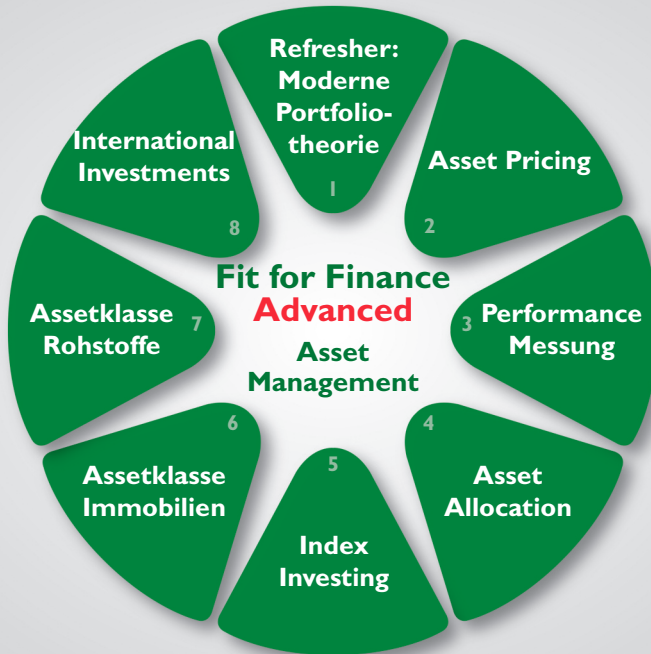 Refresher:
Moderne
Portfolio-
theorie
1
Asset Pricing
2
3
Performance
Messung
4
Asset
Allocation
5
Index
Investing
6
Assetklasse
Immobilien
Assetklasse
Rohstoffe
7
International
Investments
8
Fit for Finance
Advanced
Asset
Management